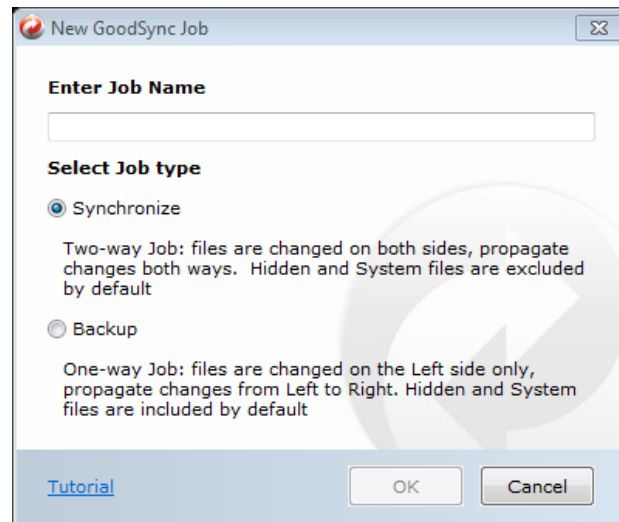 New GoodSync Job
Enter Job Name
Select Job type
Synchronize
Two-way Job: files are changed on both sides, propagate
changes both ways.  Hidden and System files are excluded
by default
Backup
One-way Job: files are changed on the Left side only,
propagate changes from Left to Right. Hidden and System
files are included by default
Tutorial
OK
Cancel